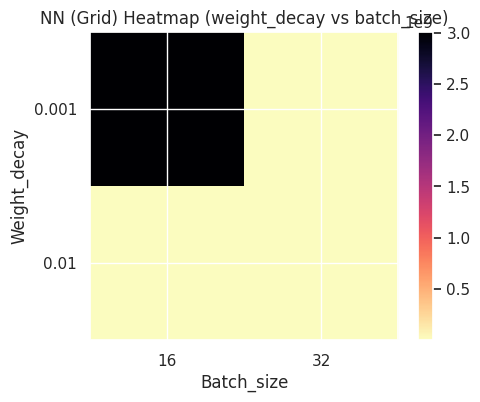 NN (Grid) Heatmap (weight_decay vs batch_size)
1e9
Weight_decay
0.001
0.01
16
32
Batch_size
3.0
2.5
2.0
1.5
1.0
0.5